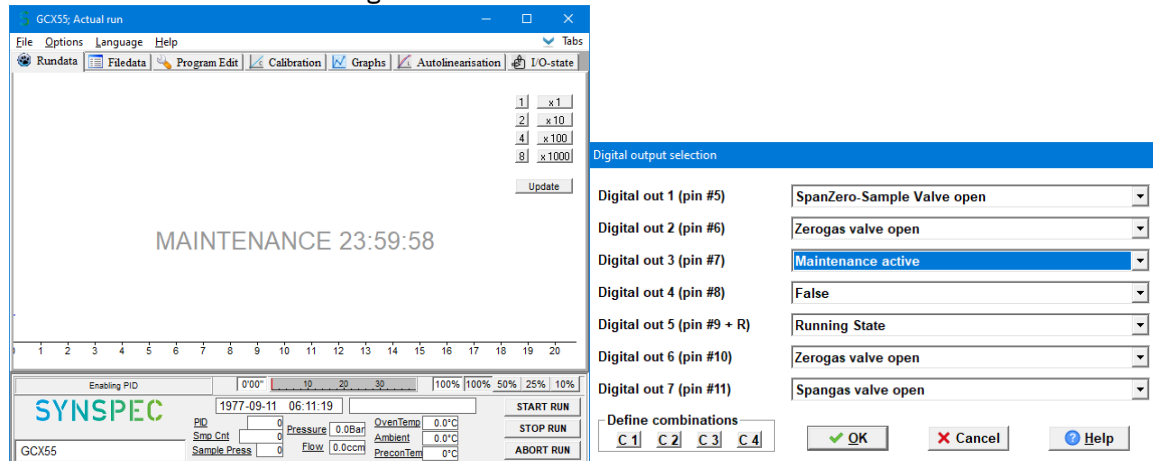 GCX55; Actual run
File Options Language Help Tabs
Rundata Filedata Program Edit Calibration Graphs Autolinearisation I/O-state
1 x 1
2 x 10
4 x 100
8 x 1000
Update
MAINTENANCE 23:59:58
1 2 3 4 5 6 7 8 9 10 11 12 13 14 15 16 17 18 19 20
Enabling PID 0'00" 10 20 30 100% 100% 50% 25% 10%
SYNSPEC
1977-09-11 06:11:19
PID 0
Smp Cnt 0
Sample Press 0
Pressure 0.0Bar
Flow 0.0ccm
OvenTemp 0.0°C
Ambient 0.0°C
PreconTem 0°C
START RUN
STOP RUN
ABORT RUN
GCX55
Digital output selection
Digital out 1 (pin #5) SpanZero-Sample Valve open
Digital out 2 (pin #6) Zerogas valve open
Digital out 3 (pin #7) Maintenance active
Digital out 4 (pin #8) False
Digital out 5 (pin #9 + R) Running State
Digital out 6 (pin #10) Zerogas valve open
Digital out 7 (pin #11) Spangas valve open
Define combinations
C 1 C 2 C 3 C 4
OK Cancel Help